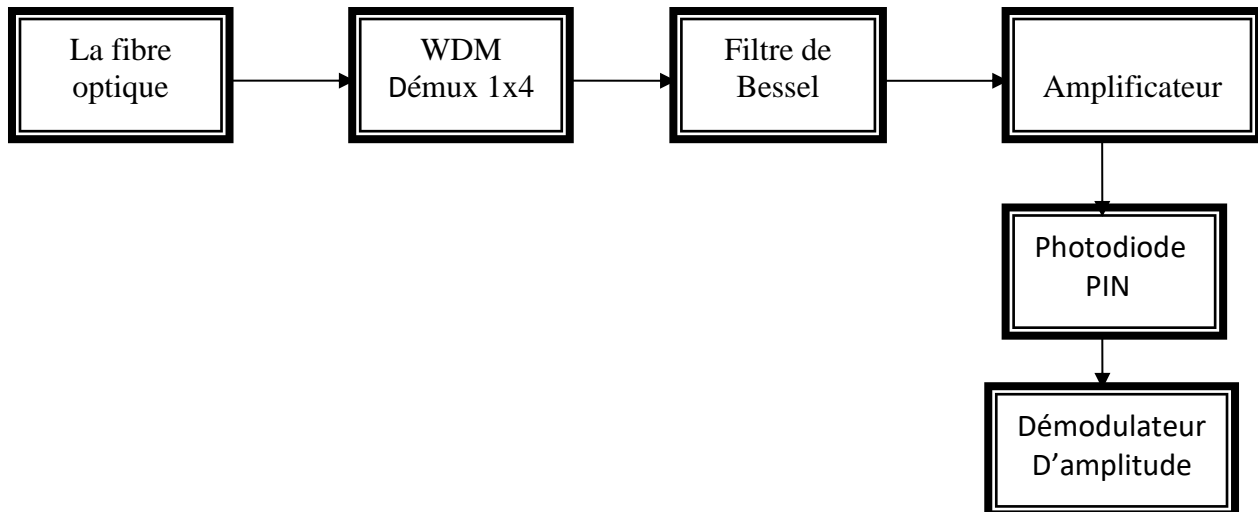 La fibre
optique
WDM
Démux 1x4
Filtre de
Bessel
Amplificateur
Photodiode
PIN
Démodulateur
D’amplitude